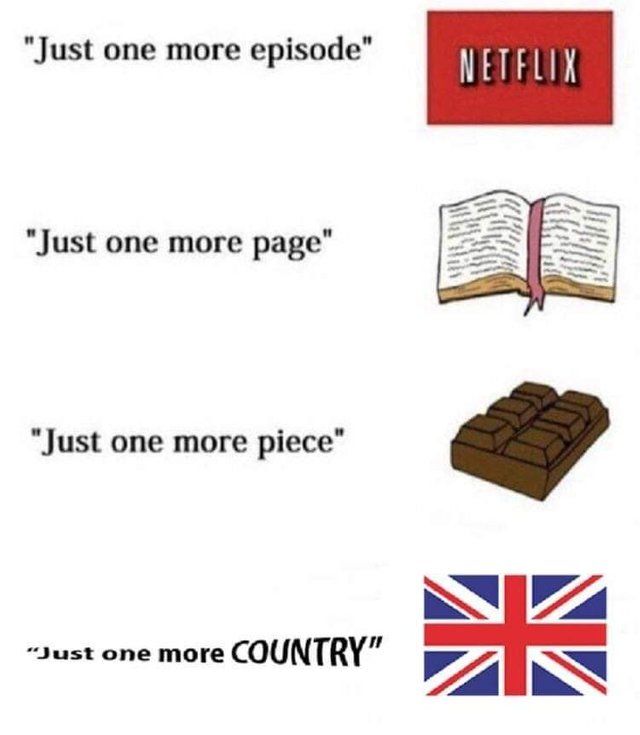 "Just one more episode"
NETFLIX
"Just one more page"
"Just one more piece"
“Just one more COUNTRY”